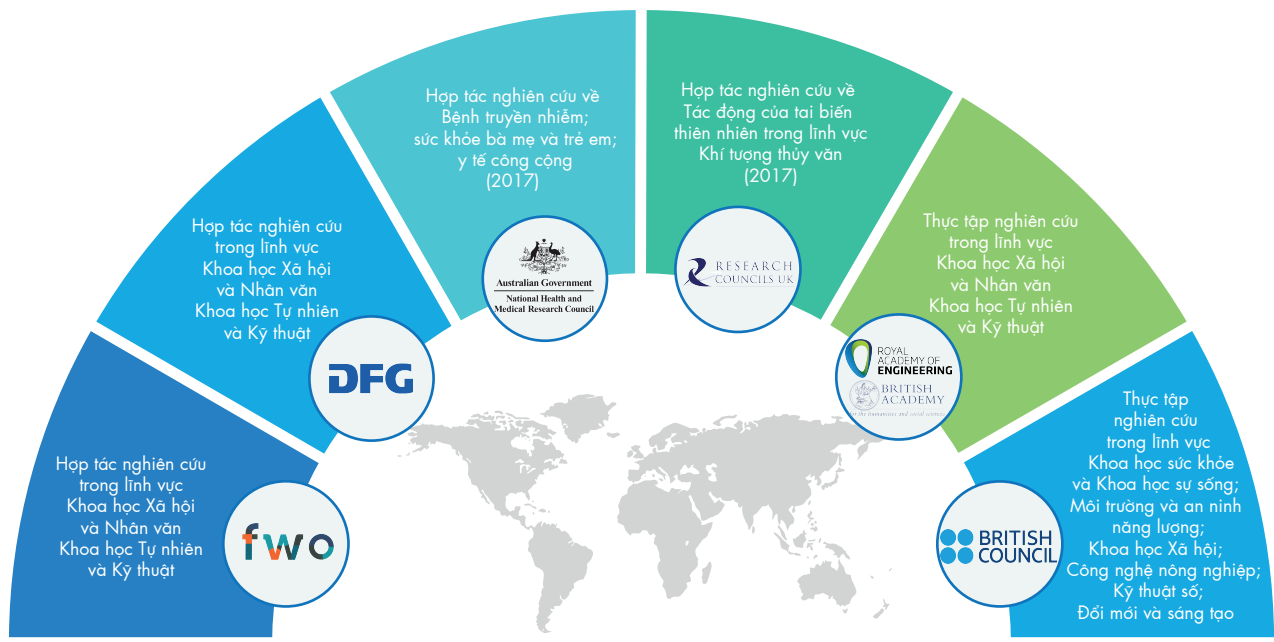 Hợp tác nghiên cứu
trong lĩnh vực
Khoa học Xã hội
và Nhân văn
Khoa học Tự nhiên
và Kỹ thuật
fwo
Hợp tác nghiên cứu
trong lĩnh vực
Khoa học Xã hội
và Nhân văn
Khoa học Tự nhiên
và Kỹ thuật
DFG
Hợp tác nghiên cứu về
Bệnh truyền nhiễm;
sức khỏe bà mẹ và trẻ em;
y tế công cộng
(2017)
Australian Government
National Health and
Medical Research Council
Hợp tác nghiên cứu về
Tác động của tai biến
thiên nhiên trong lĩnh vực
Khí tượng thủy văn
(2017)
RESEARCH
COUNCILS UK
Thực tập nghiên cứu
trong lĩnh vực
Khoa học Xã hội
và Nhân văn
Khoa học Tự nhiên
và Kỹ thuật
ROYAL
ACADEMY OF
ENGINEERING
BRITISH
ACADEMY
for the humanities and social sciences
Thực tập
nghiên cứu
trong lĩnh vực
Khoa học sức khỏe
và Khoa học sự sống;
Môi trường và an ninh
năng lượng;
Khoa học Xã hội;
Công nghệ nông nghiệp;
Kỹ thuật số;
Đổi mới và sáng tạo
BRITISH
COUNCIL